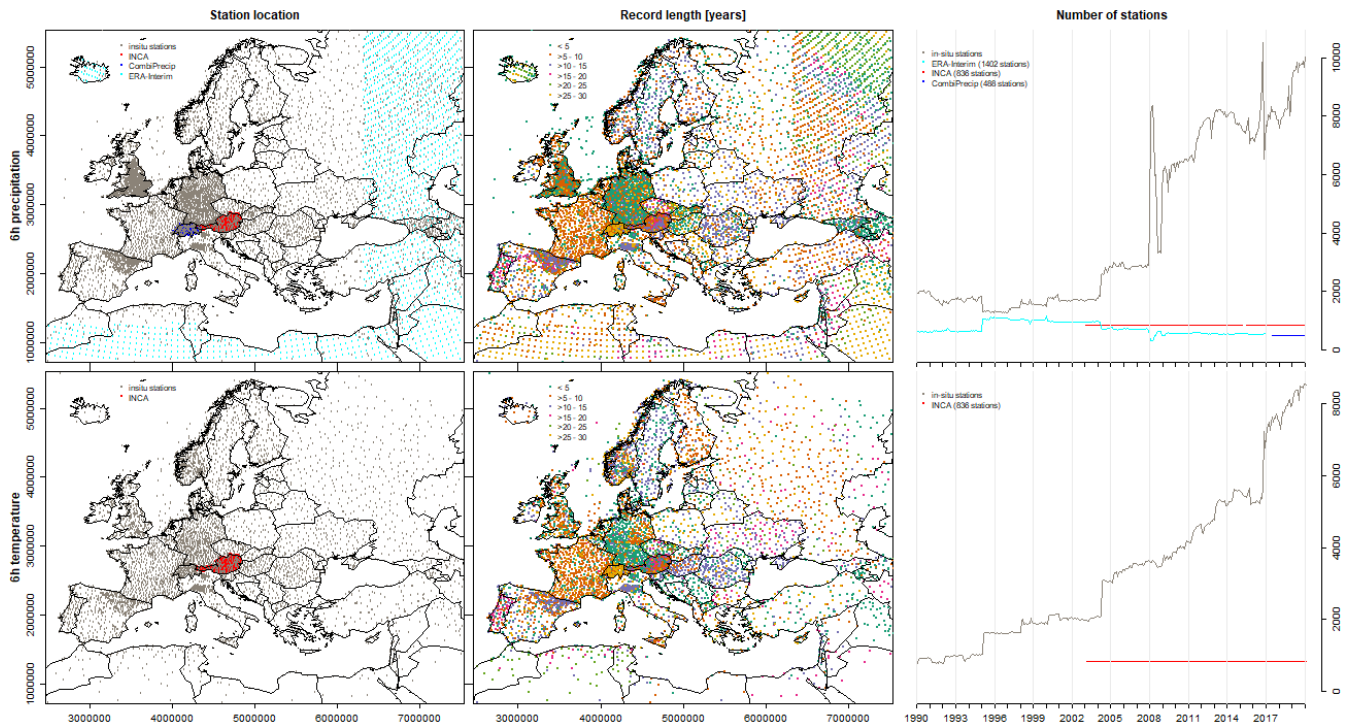 Station location
Record length [years]
Number of stations
6h precipitation
insitu stations
INCA
CombiPrecip
ERA-Interim
1000000
2000000
3000000
4000000
5000000
< 5
>5 - 10
>10 - 15
>15 - 20
>20 - 25
>25 - 30
in-situ stations
ERA-Interim (1402 stations)
INCA (836 stations)
CombiPrecip (488 stations)
10000
8000
6000
4000
2000
0
6h temperature
insitu stations
INCA
1000000
2000000
3000000
4000000
5000000
< 5
>5 - 10
>10 - 15
>15 - 20
>20 - 25
>25 - 30
in-situ stations
INCA (836 stations)
8000
6000
4000
2000
0
3000000 4000000 5000000 6000000 7000000
3000000 4000000 5000000 6000000 7000000
1990 1993 1996 1999 2002 2005 2008 2011 2014 2017